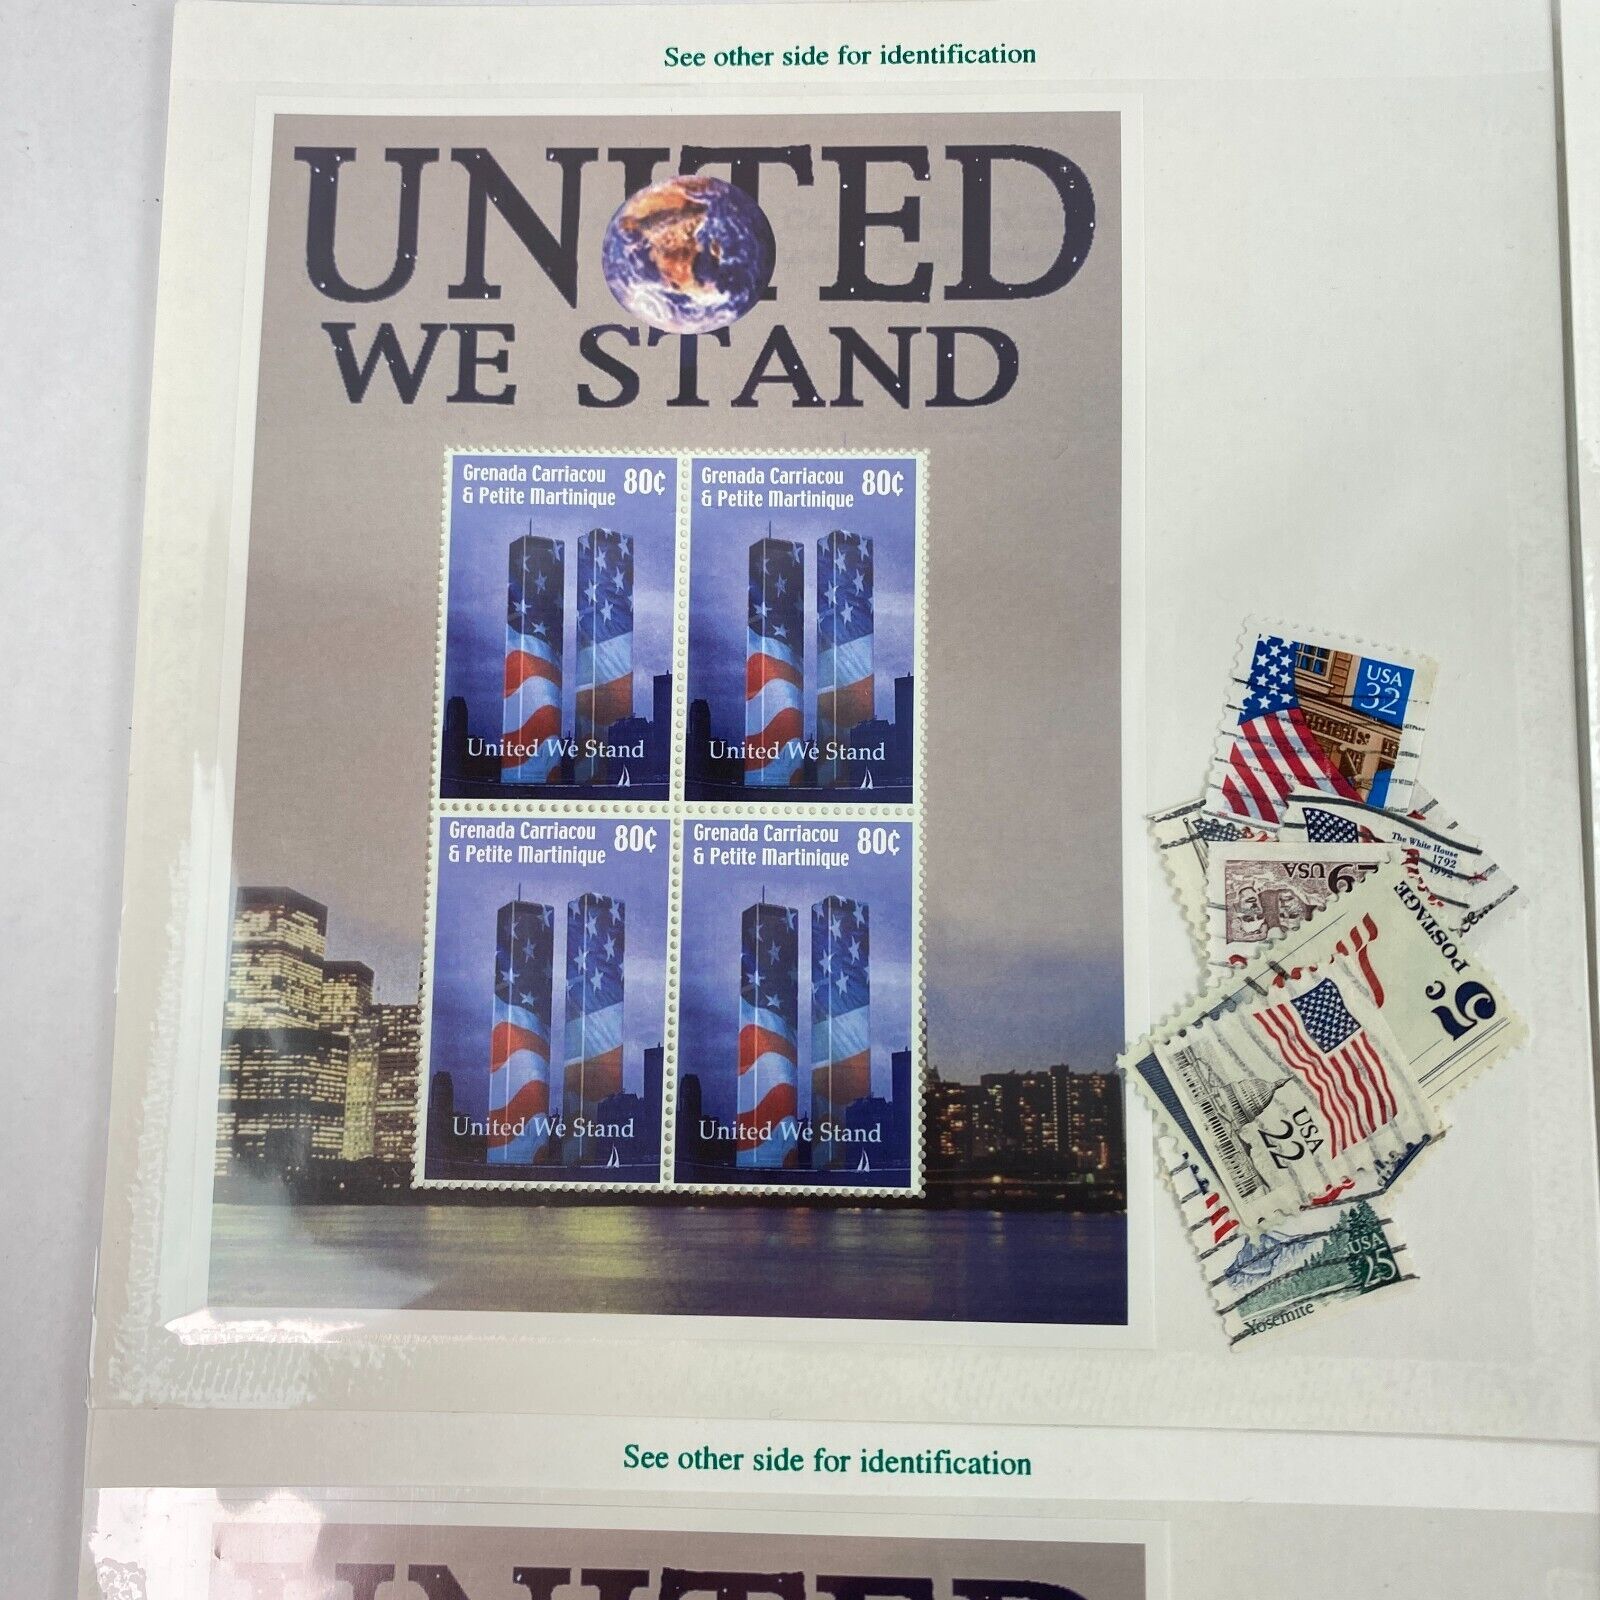 See other side for identification
UNITED
WE STAND
Grenada Carriacou
& Petite Martinique
80¢
United We Stand
Grenada Carriacou
& Petite Martinique
80¢
United We Stand
Grenada Carriacou
& Petite Martinique
80¢
United We Stand
Grenada Carriacou
& Petite Martinique
80¢
United We Stand
USA
32
The White House
1792
1992
USA
POSTAGE
USA
22
USA
25
Yosemite
See other side for identification
UNITED